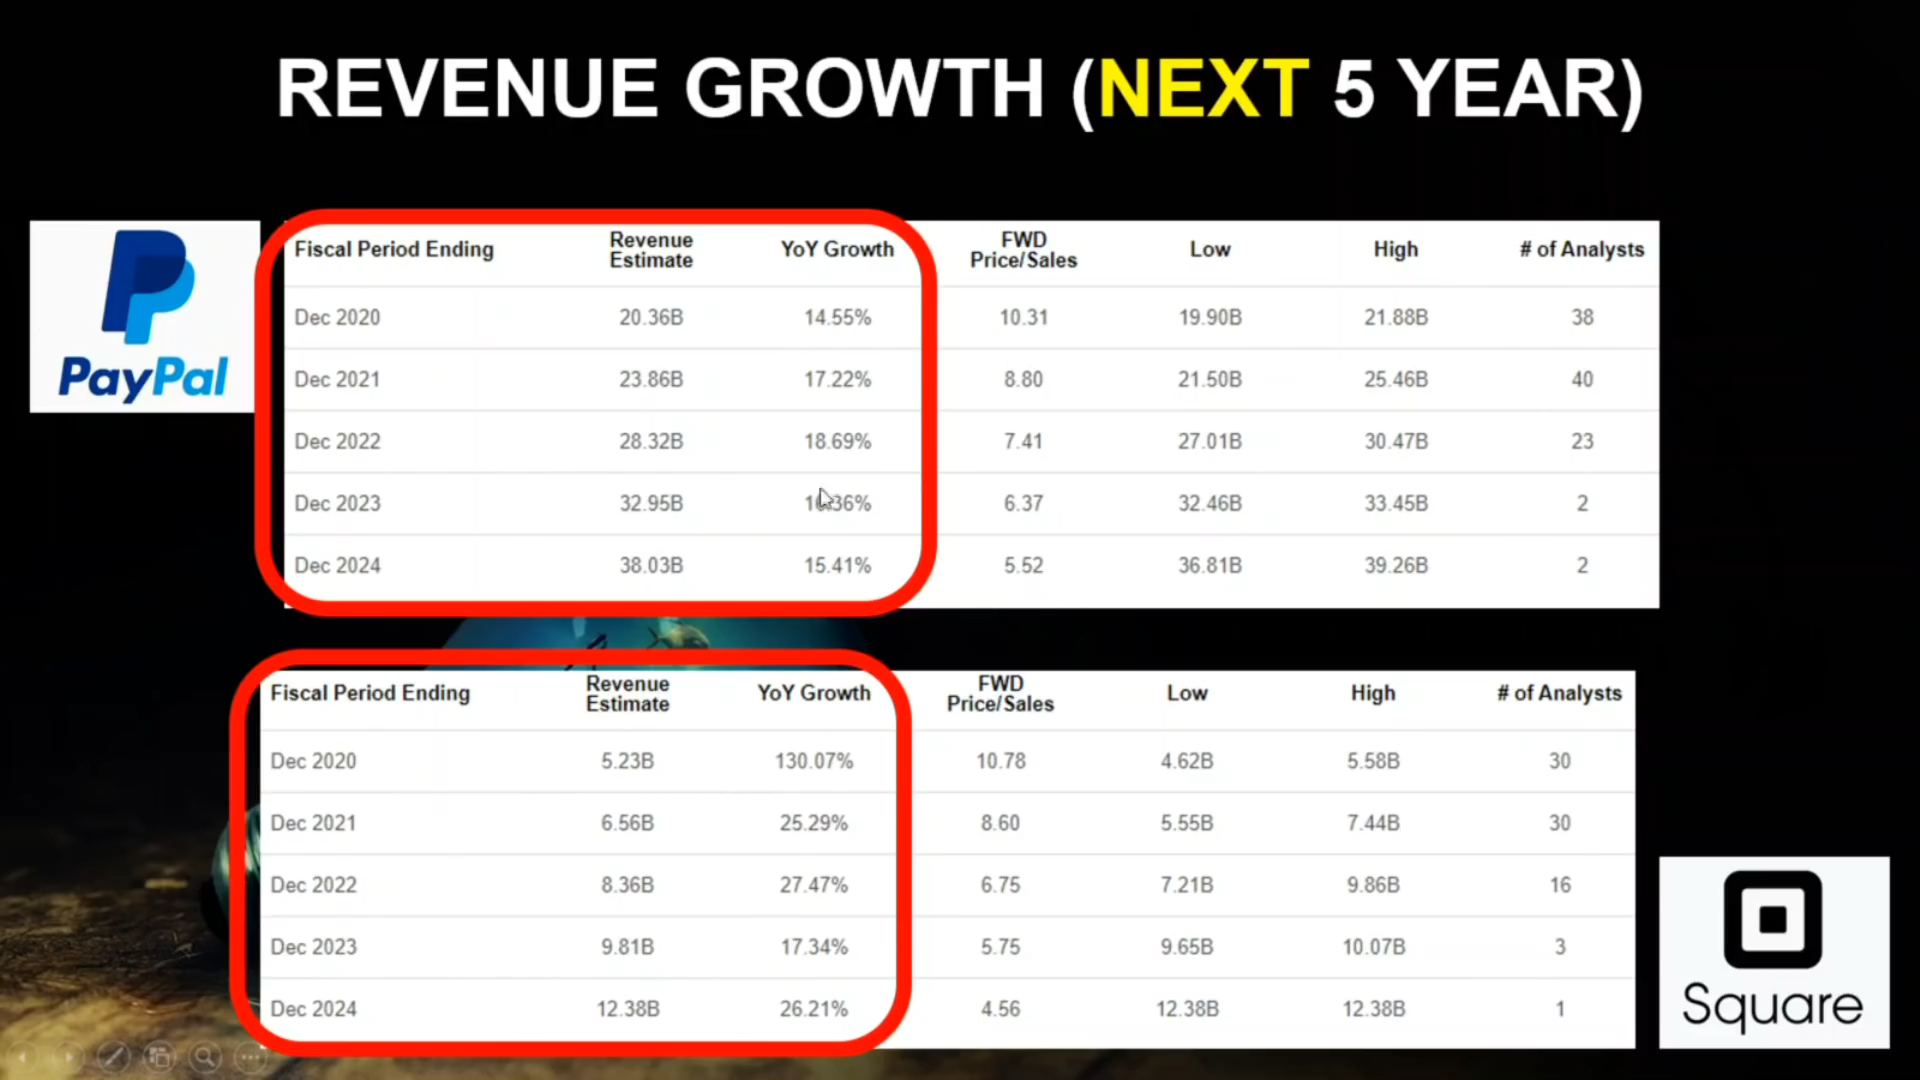 REVENUE GROWTH (NEXT 5 YEAR)
PayPal
Fiscal Period Ending Revenue Estimate YoY Growth FWD Price/Sales Low High # of Analysts
Dec 2020 20.36B 14.55% 10.31 19.90B 21.88B 38
Dec 2021 23.86B 17.22% 8.80 21.50B 25.46B 40
Dec 2022 28.32B 18.69% 7.41 27.01B 30.47B 23
Dec 2023 32.95B 6.37 32.46B 33.45B 2
Dec 2024 38.03B 15.41% 5.52 36.81B 39.26B 2
Fiscal Period Ending Revenue Estimate YoY Growth FWD Price/Sales Low High # of Analysts
Dec 2020 5.23B 130.07% 10.78 4.62B 5.58B 30
Dec 2021 6.56B 25.29% 8.60 5.55B 7.44B 30
Dec 2022 8.36B 27.47% 6.75 7.21B 9.86B 16
Dec 2023 9.81B 17.34% 5.75 9.65B 10.07B 3
Dec 2024 12.38B 26.21% 4.56 12.38B 12.38B 1
Square